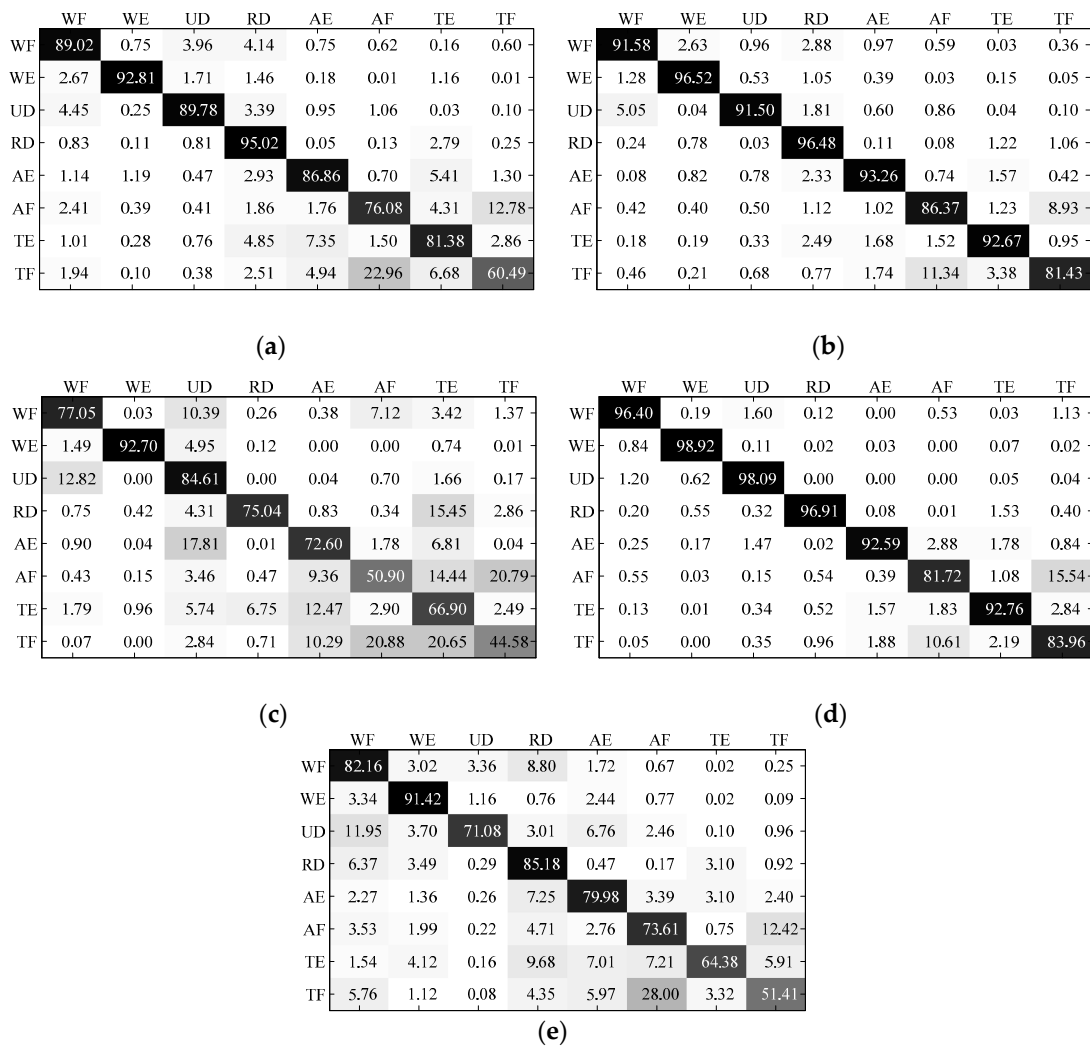 WF WE UD RD AE AF TE TF WF WE UD RD AE AF TE TF
WF 89.02 0.75 3.96 4.14 0.75 0.62 0.16 0.60 WF 91.58 2.63 0.96 2.88 0.97 0.59 0.03 0.36
WE 2.67 92.81 1.71 1.46 0.18 0.01 1.16 0.01 WE 1.28 96.52 0.53 1.05 0.39 0.03 0.15 0.05
UD 4.45 0.25 89.78 3.39 0.95 1.06 0.03 0.10 UD 5.05 0.04 91.50 1.81 0.60 0.86 0.04 0.10
RD 0.83 0.11 0.81 95.02 0.05 0.13 2.79 0.25 RD 0.24 0.78 0.03 96.48 0.11 0.08 1.22 1.06
AE 1.14 1.19 0.47 2.93 86.86 0.70 5.41 1.30 AE 0.08 0.82 0.78 2.33 93.26 0.74 1.57 0.42
AF 2.41 0.39 0.41 1.86 1.76 76.08 4.31 12.78 AF 0.42 0.40 0.50 1.12 1.02 86.37 1.23 8.93
TE 1.01 0.28 0.76 4.85 7.35 1.50 81.38 2.86 TE 0.18 0.19 0.33 2.49 1.68 1.52 92.67 0.95
TF 1.94 0.10 0.38 2.51 4.94 22.96 6.68 60.49 TF 0.46 0.21 0.68 0.77 1.74 11.34 3.38 81.43
(a) (b)
WF WE UD RD AE AF TE TF WF WE UD RD AE AF TE TF
WF 77.05 0.03 10.39 0.26 0.38 7.12 3.42 1.37 WF 96.40 0.19 1.60 0.12 0.00 0.53 0.03 1.13
WE 1.49 92.70 4.95 0.12 0.00 0.00 0.74 0.01 WE 0.84 98.92 0.11 0.02 0.03 0.00 0.07 0.02
UD 12.82 0.00 84.61 0.00 0.04 0.70 1.66 0.17 UD 1.20 0.62 98.09 0.00 0.00 0.00 0.05 0.04
RD 0.75 0.42 4.31 75.04 0.83 0.34 15.45 2.86 RD 0.20 0.55 0.32 96.91 0.08 0.01 1.53 0.40
AE 0.90 0.04 17.81 0.01 72.60 1.78 6.81 0.04 AE 0.25 0.17 1.47 0.02 92.59 2.88 1.78 0.84
AF 0.43 0.15 3.46 0.47 9.36 50.90 14.44 20.79 AF 0.55 0.03 0.15 0.54 0.39 81.72 1.08 15.54
TE 1.79 0.96 5.74 6.75 12.47 2.90 66.90 2.49 TE 0.13 0.01 0.34 0.52 1.57 1.83 92.76 2.84
TF 0.07 0.00 2.84 0.71 10.29 20.88 20.65 44.58 TF 0.05 0.00 0.35 0.96 1.88 10.61 2.19 83.96
(c) (d)
WF WE UD RD AE AF TE TF
WF 82.16 3.02 3.36 8.80 1.72 0.67 0.02 0.25
WE 3.34 91.42 1.16 0.76 2.44 0.77 0.02 0.09
UD 11.95 3.70 71.08 3.01 6.76 2.46 0.10 0.96
RD 6.37 3.49 0.29 85.18 0.47 0.17 3.10 0.92
AE 2.27 1.36 0.26 7.25 79.98 3.39 3.10 2.40
AF 3.53 1.99 0.22 4.71 2.76 73.61 0.75 12.42
TE 1.54 4.12 0.16 9.68 7.01 7.21 64.38 5.91
TF 5.76 1.12 0.08 4.35 5.97 28.00 3.32 51.41
(e)